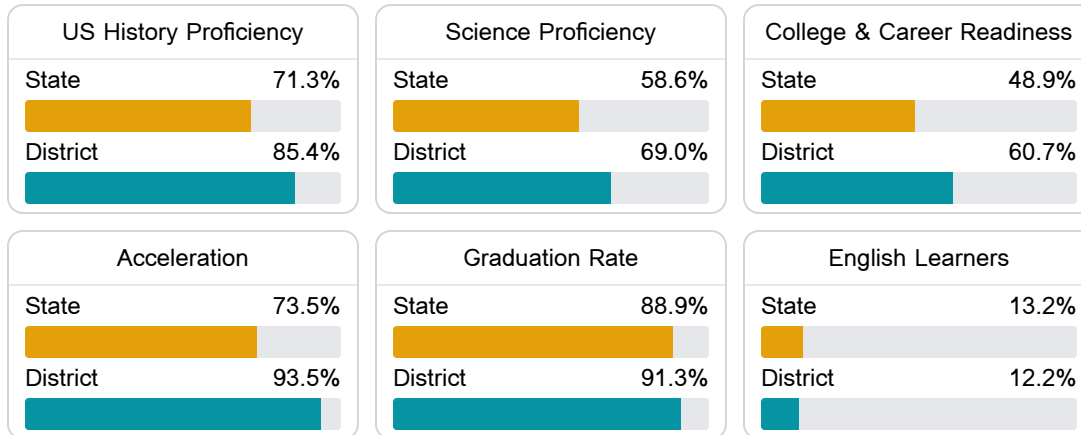 US History Proficiency
State 71.3%
District 85.4%
Science Proficiency
State 58.6%
District 69.0%
College & Career Readiness
State 48.9%
District 60.7%
Acceleration
State 73.5%
District 93.5%
Graduation Rate
State 88.9%
District 91.3%
English Learners
State 13.2%
District 12.2%